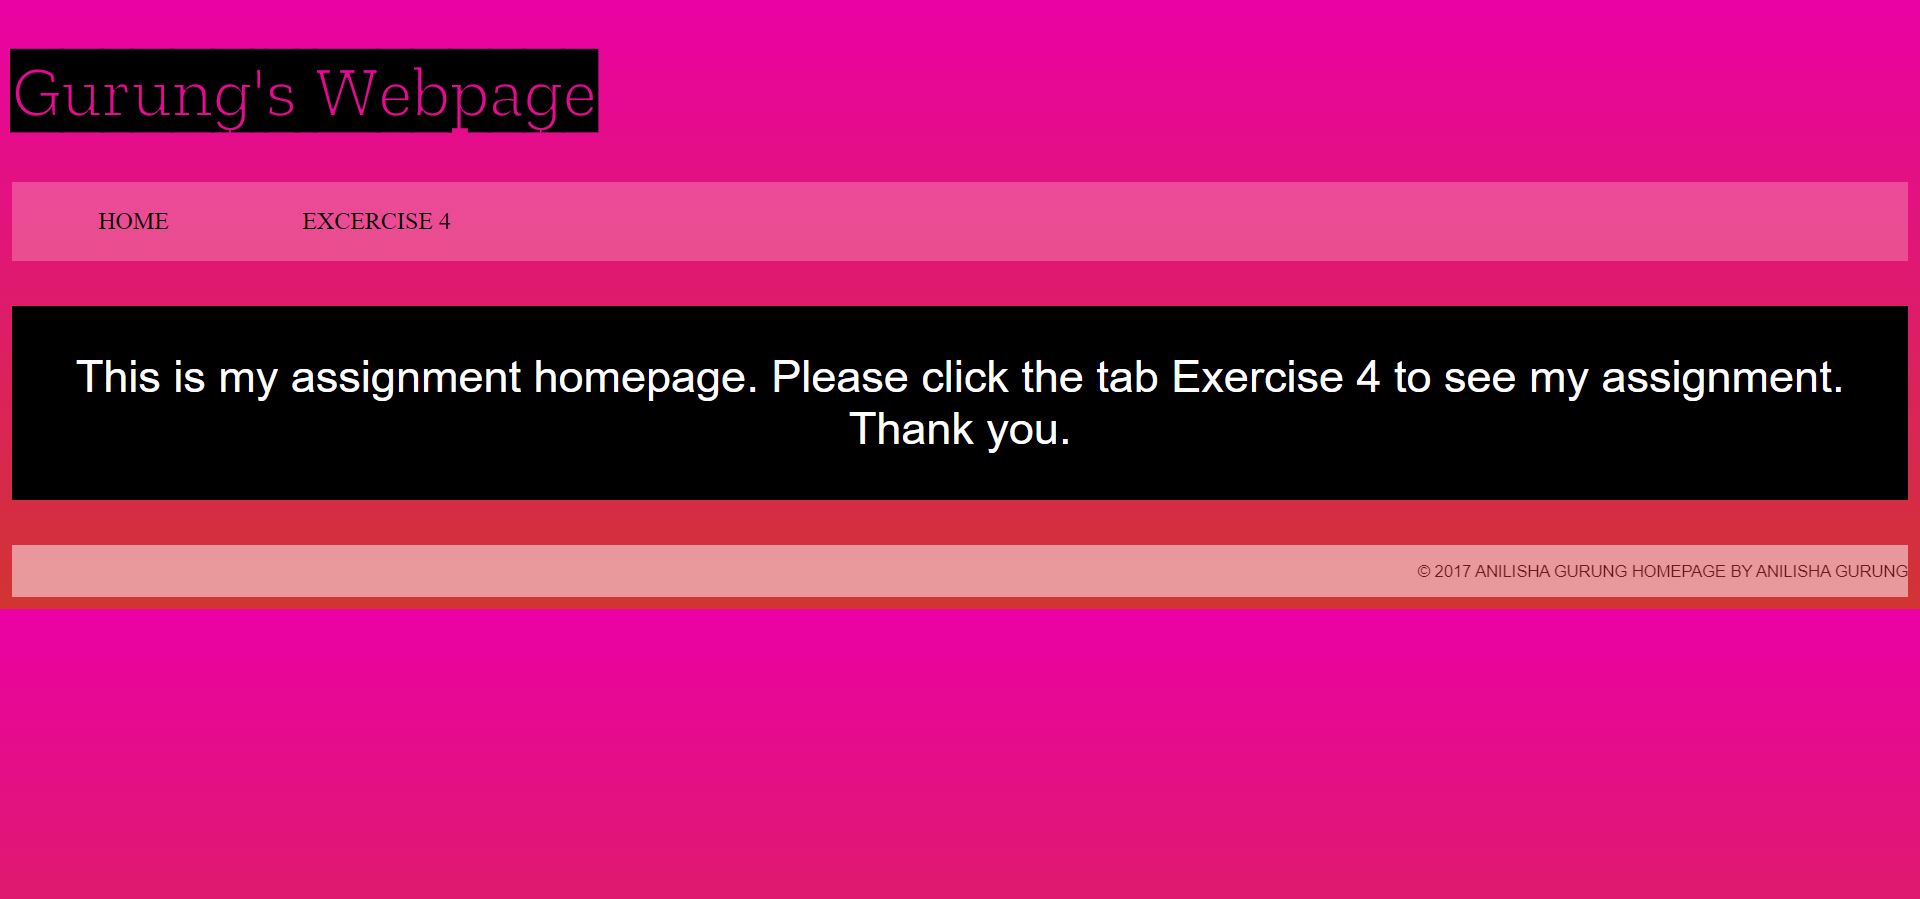 Gurung's Webpage
HOME EXCERCISE 4
This is my assignment homepage. Please click the tab Exercise 4 to see my assignment.
Thank you.
© 2017 ANILISHA GURUNG HOMEPAGE BY ANILISHA GURUNG